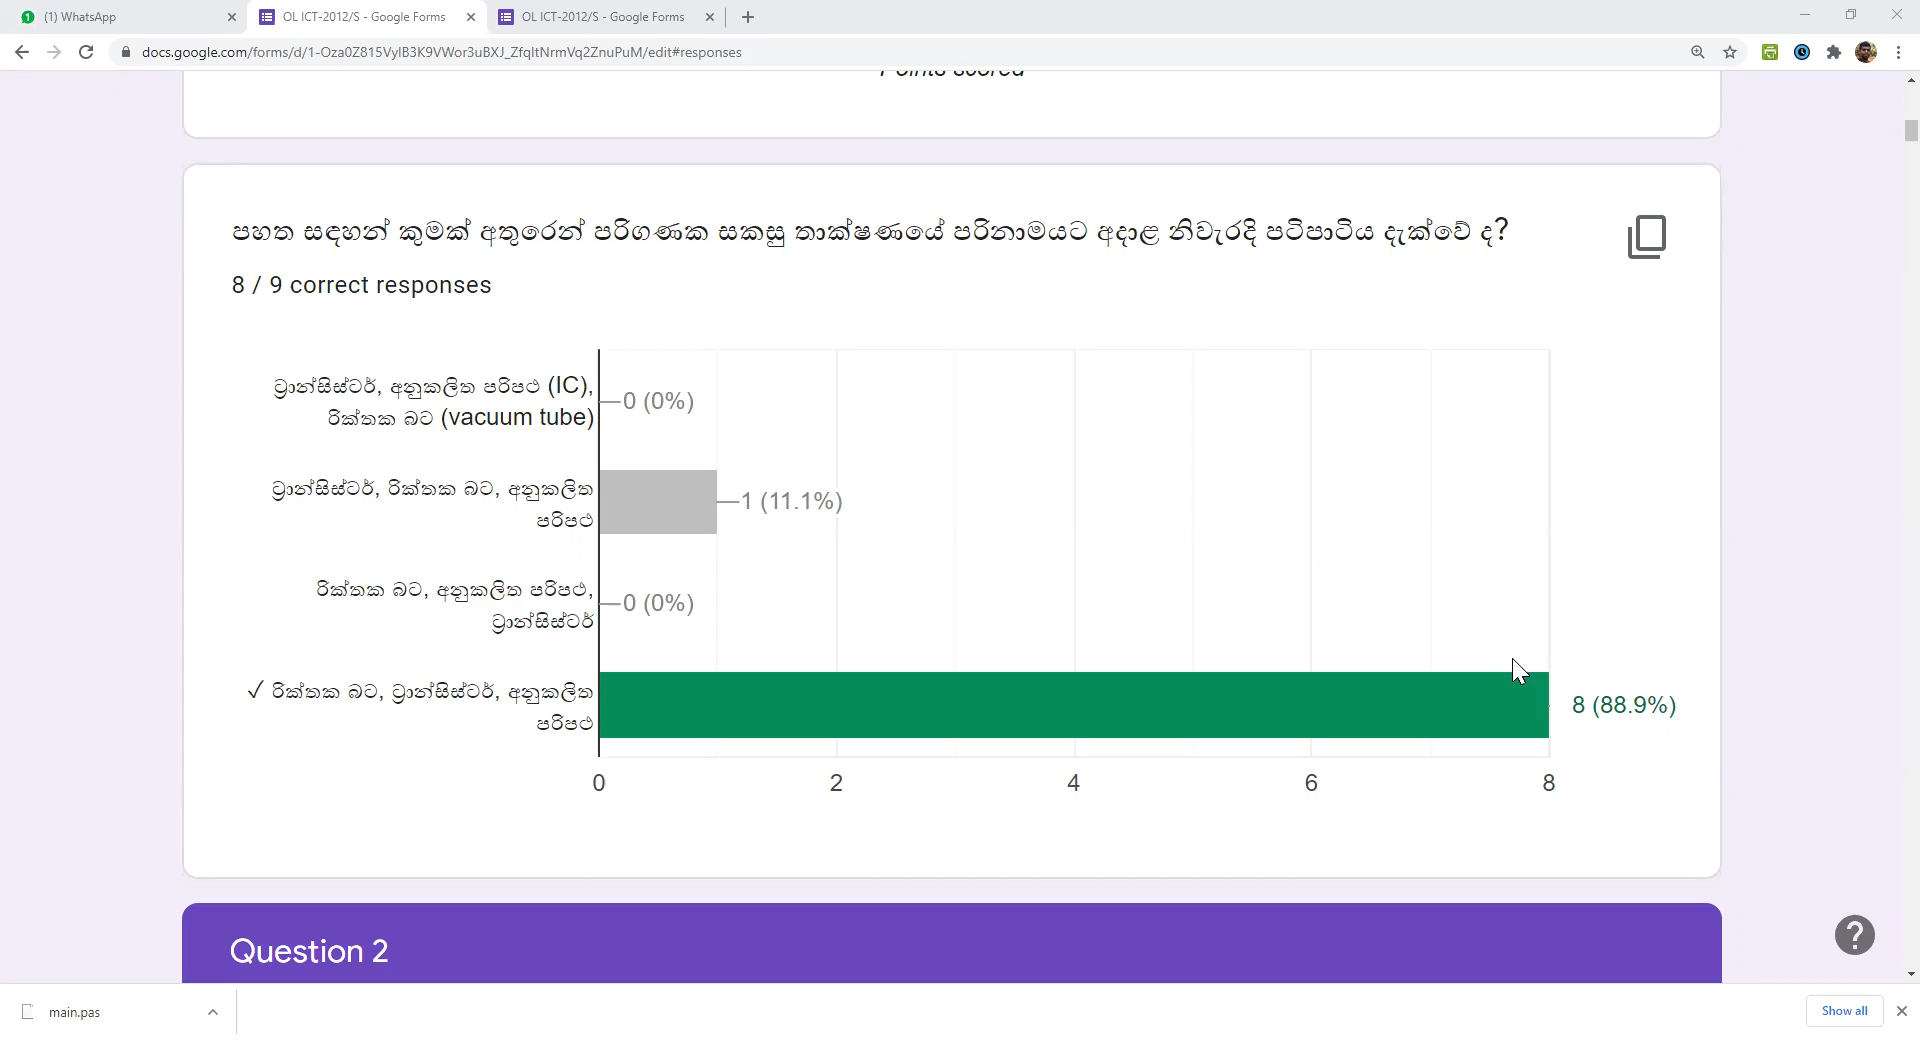 (1) WhatsApp
OL ICT-2012/S - Google Forms
OL ICT-2012/S - Google Forms
docs.google.com/forms/d/1-Oza0Z815VylB3K9VWor3uBXJ_ZfqItNrmVq2ZnuPuM/edit#responses
Points scored
පහත සඳහන් කුමක් අතුරෙන් පරිගණක සකසු තාක්ෂණයේ පරිනාමයට අදාළ නිවැරදි පටිපාටිය දැක්වේ ද?
8 / 9 correct responses
ට්‍රාන්සිස්ටර්, අනුකලිත පරිපථ (IC),
රික්තක බට (vacuum tube)
0 (0%)
ට්‍රාන්සිස්ටර්, රික්තක බට, අනුකලිත
පරිපථ
1 (11.1%)
රික්තක බට, අනුකලිත පරිපථ,
ට්‍රාන්සිස්ටර්
0 (0%)
✓ රික්තක බට, ට්‍රාන්සිස්ටර්, අනුකලිත
පරිපථ
8 (88.9%)
0 2 4 6 8
Question 2
main.pas
Show all